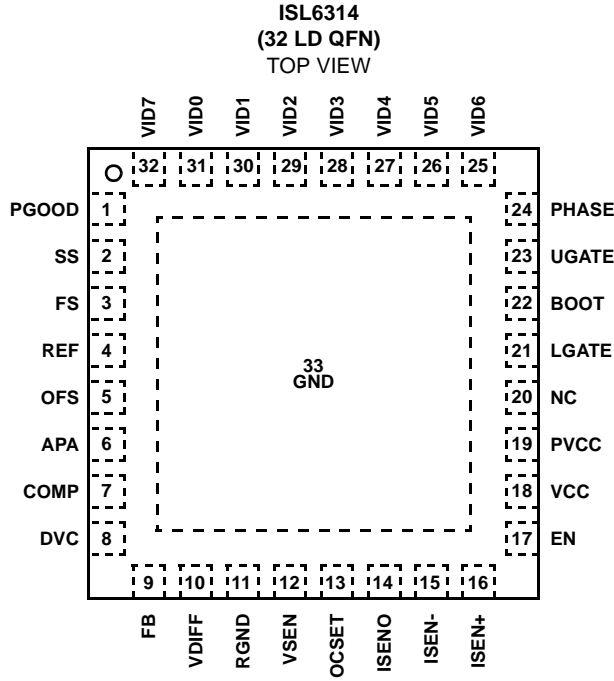 ISL6314
(32 LD QFN)
TOP VIEW
VID7
VID0
VID1
VID2
VID3
VID4
VID5
VID6
32
31
30
29
28
27
26
25
PGOOD 1
24 PHASE
SS 2
23 UGATE
FS 3
22 BOOT
REF 4
21 LGATE
33
GND
OFS 5
20 NC
APA 6
19 PVCC
COMP 7
18 VCC
DVC 8
17 EN
9
10
11
12
13
14
15
16
FB
VDIFF
RGND
VSEN
OCSET
ISENO
ISEN-
ISEN+